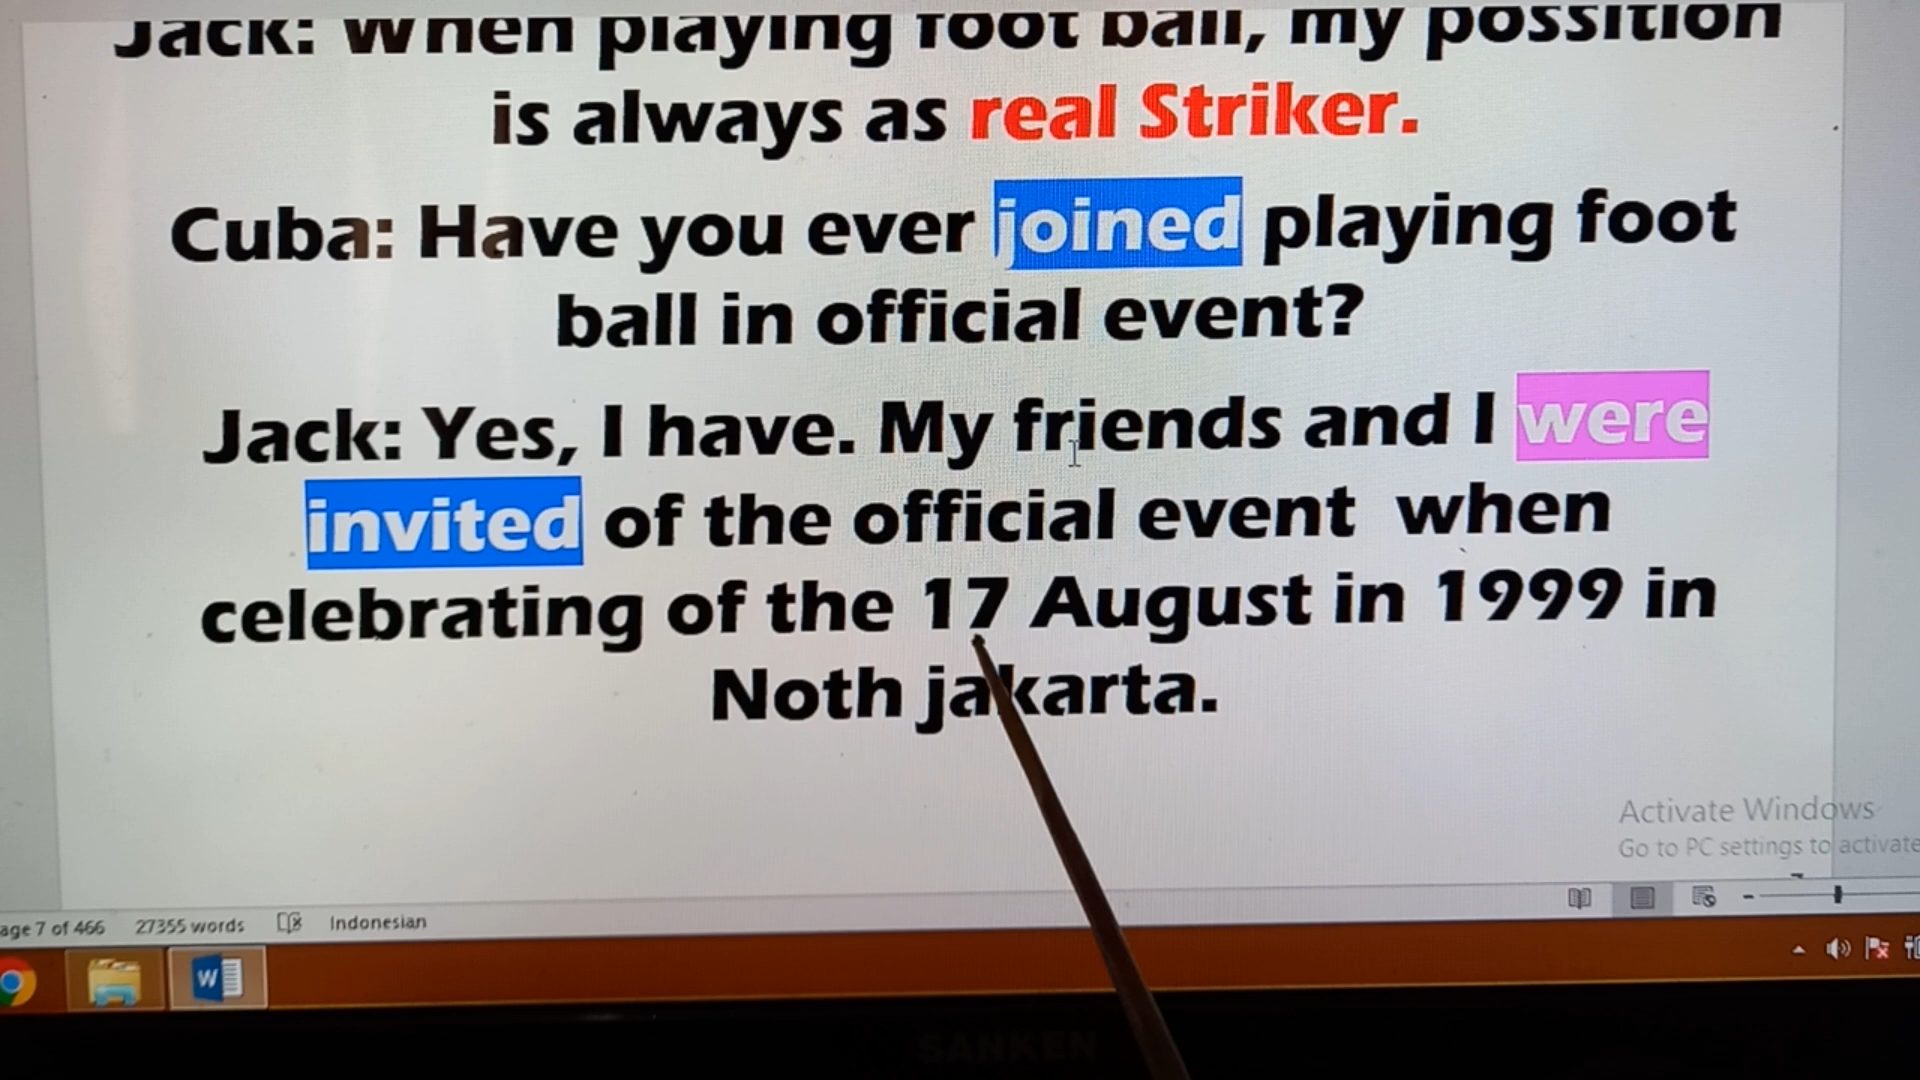 Jack: When playing foot ball, my possition
is always as real Striker.
Cuba: Have you ever joined playing foot
ball in official event?
Jack: Yes, I have. My friends and I were
invited of the official event when
celebrating of the 17 August in 1999 in
Noth jakarta.
Activate Windows
Go to PC settings to activate
age 7 of 466 27355 words Indonesian
SANKEN